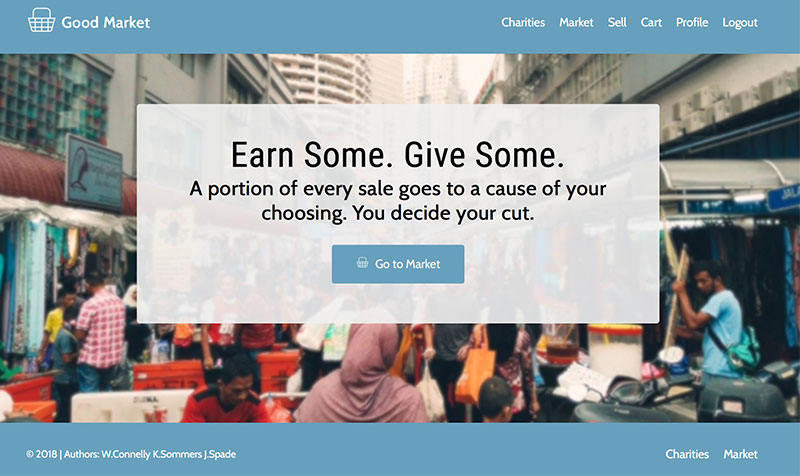 Good Market
Charities Market Sell Cart Profile Logout
Earn Some. Give Some.
A portion of every sale goes to a cause of your
choosing. You decide your cut.
Go to Market
© 2018 | Authors: W.Connelly K.Sommers J.Spade
Charities Market